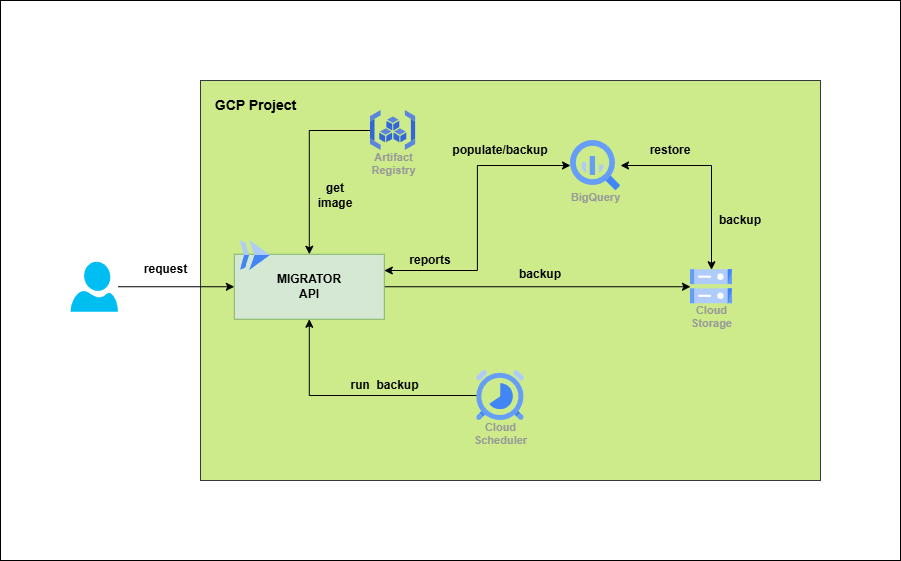 GCP Project
Artifact
Registry
populate/backup
restore
get
image
BigQuery
backup
request
reports
MIGRATOR
API
backup
Cloud
Storage
run  backup
Cloud
Scheduler